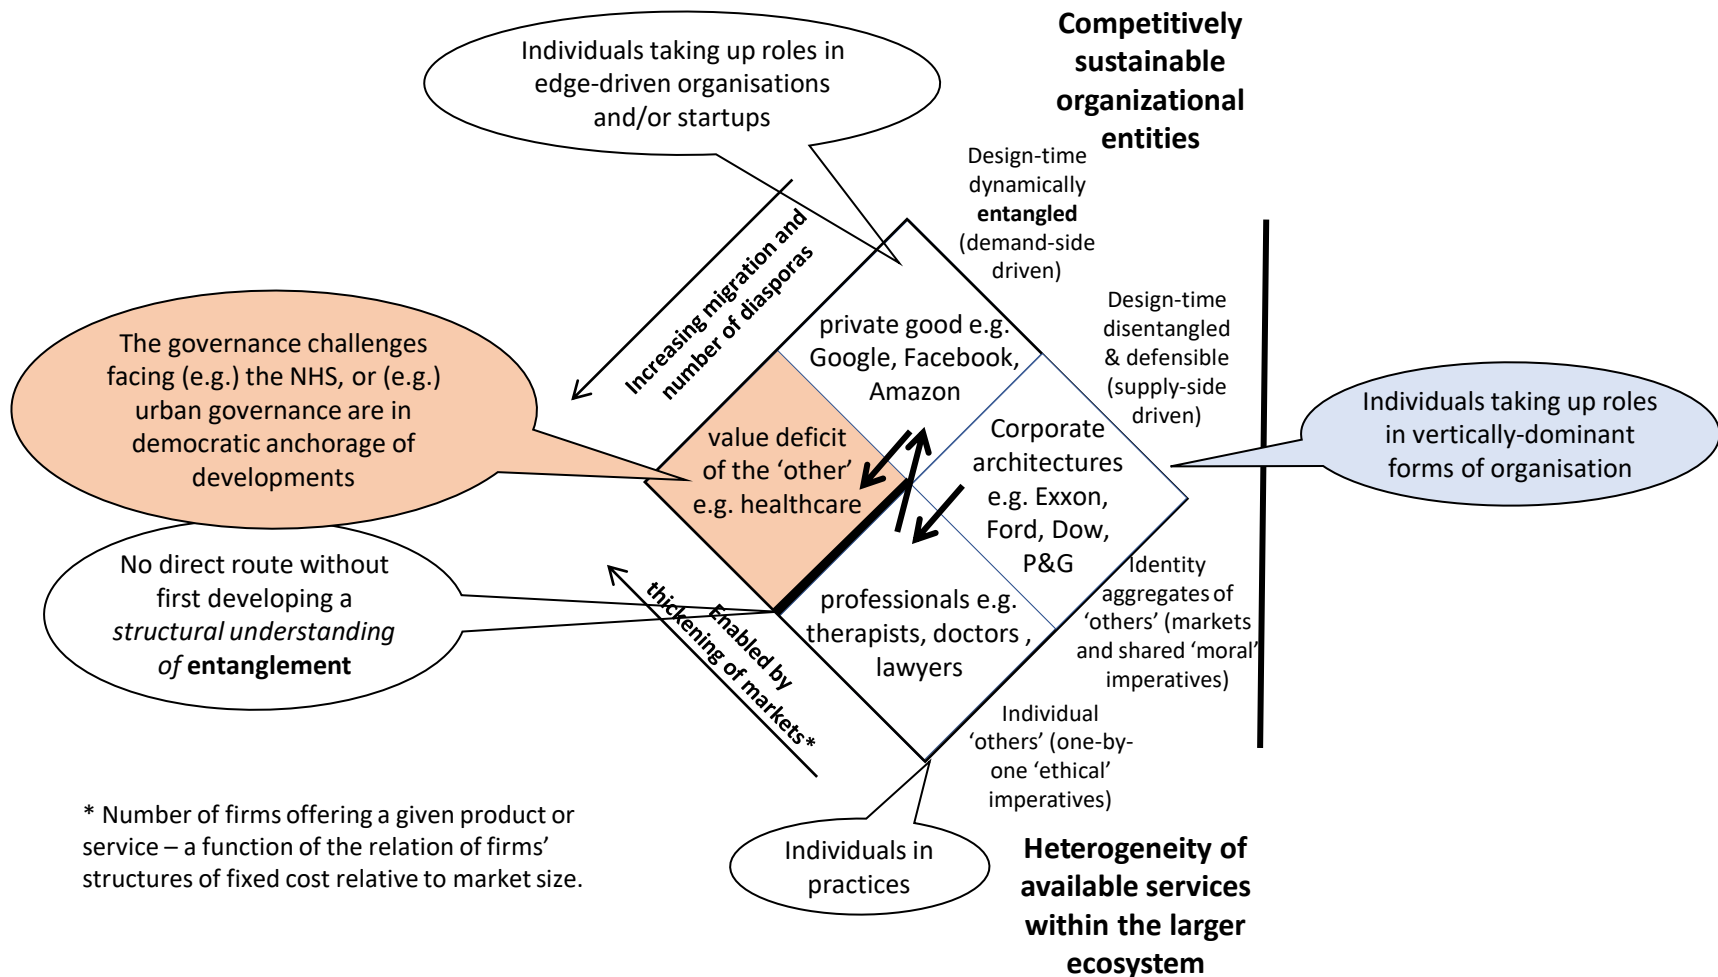 Competitively
sustainable
organizational
entities
Individuals taking up roles in
edge-driven organisations
and/or startups
Design-time
dynamically
entangled
(demand-side
driven)
Increasing migration and
number of diasporas
Design-time
disentangled
& defensible
(supply-side
driven)
private good e.g.
Google, Facebook,
Amazon
The governance challenges
facing (e.g.) the NHS, or (e.g.)
urban governance are in
democratic anchorage of
developments
value deficit
of the ‘other’
e.g. healthcare
Corporate
architectures
e.g. Exxon,
Ford, Dow,
P&G
Individuals taking up roles
in vertically-dominant
forms of organisation
No direct route without
first developing a
structural understanding
of entanglement
Enabled by
thickening of markets*
professionals e.g.
therapists, doctors ,
lawyers
Identity
aggregates of
‘others’ (markets
and shared ‘moral’
imperatives)
Individual
‘others’ (one-by-
one ‘ethical’
imperatives)
* Number of firms offering a given product or
service – a function of the relation of firms’
structures of fixed cost relative to market size.
Individuals in
practices
Heterogeneity of
available services
within the larger
ecosystem